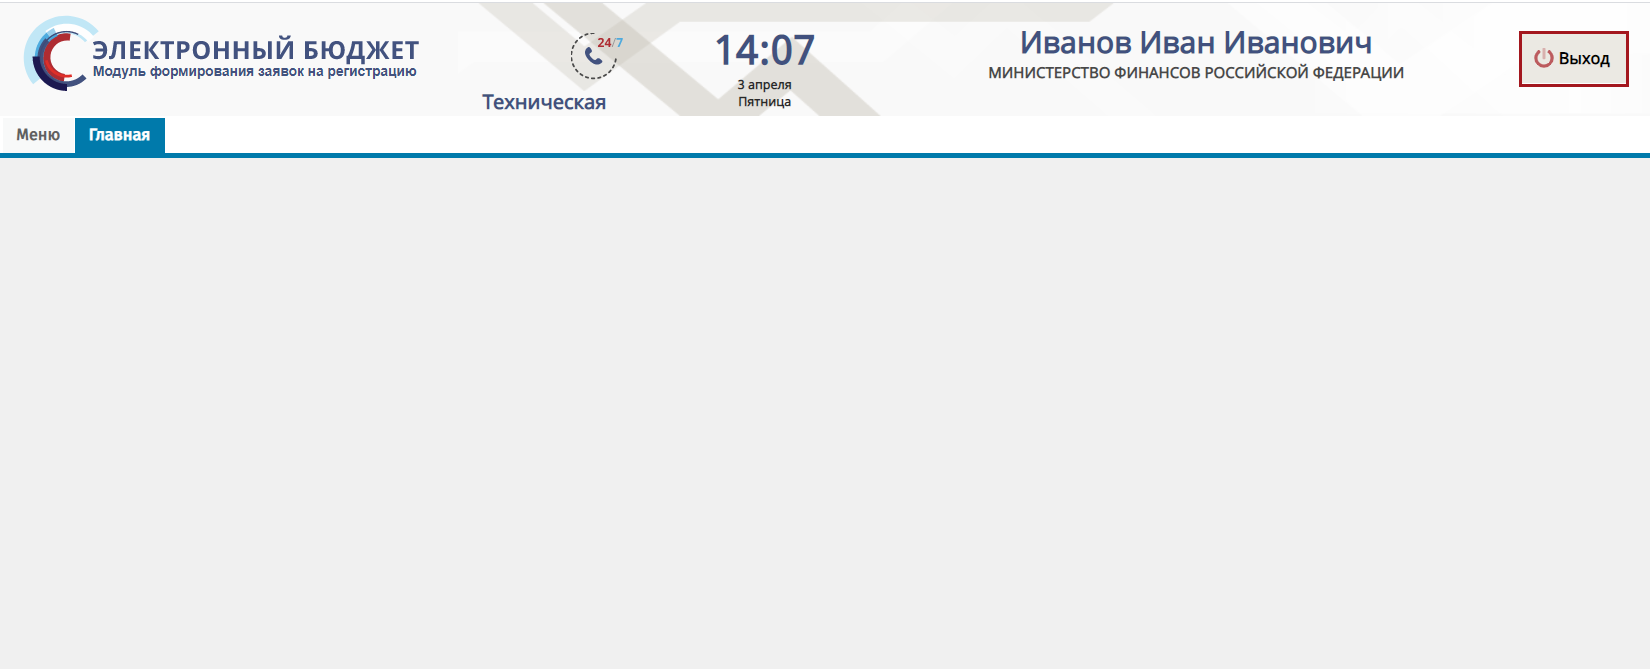 ЭЛЕКТРОННЫЙ БЮДЖЕТ
Модуль формирования заявок на регистрацию
24/7
Техническая
14:07
3 апреля
Пятница
Иванов Иван Иванович
МИНИСТЕРСТВО ФИНАНСОВ РОССИЙСКОЙ ФЕДЕРАЦИИ
Выход
Меню
Главная